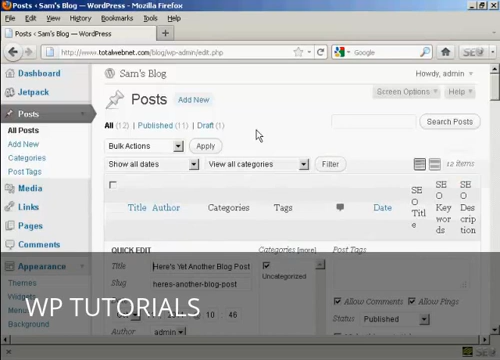 Posts ‹ Sam's Blog — WordPress - Mozilla Firefox
File Edit View History Bookmarks Tools Help
Posts ‹ Sam's Blog — WordPress
http://www.totalwebnet.com/blog/wp-admin/edit.php
Google
Dashboard
Jetpack
Posts
All Posts
Add New
Categories
Post Tags
Media
Links
Pages
Comments
Appearance
Themes
Widgets
Menus
Background
Sam's Blog
Howdy, admin
Posts Add New
Screen Options Help
All (12) | Published (11) | Draft (1)
Search Posts
Bulk Actions Apply
Show all dates View all categories Filter 12 items
Title Author Categories Tags Date SEO Title SEO Keywords SEO Description
QUICK EDIT Categories [more] Post Tags
Title Here's Yet Another Blog Post
Uncategorized
Slug heres-another-blog-post
10 46
Allow Comments Allow Pings
Status : Published
Author admin
WP TUTORIALS